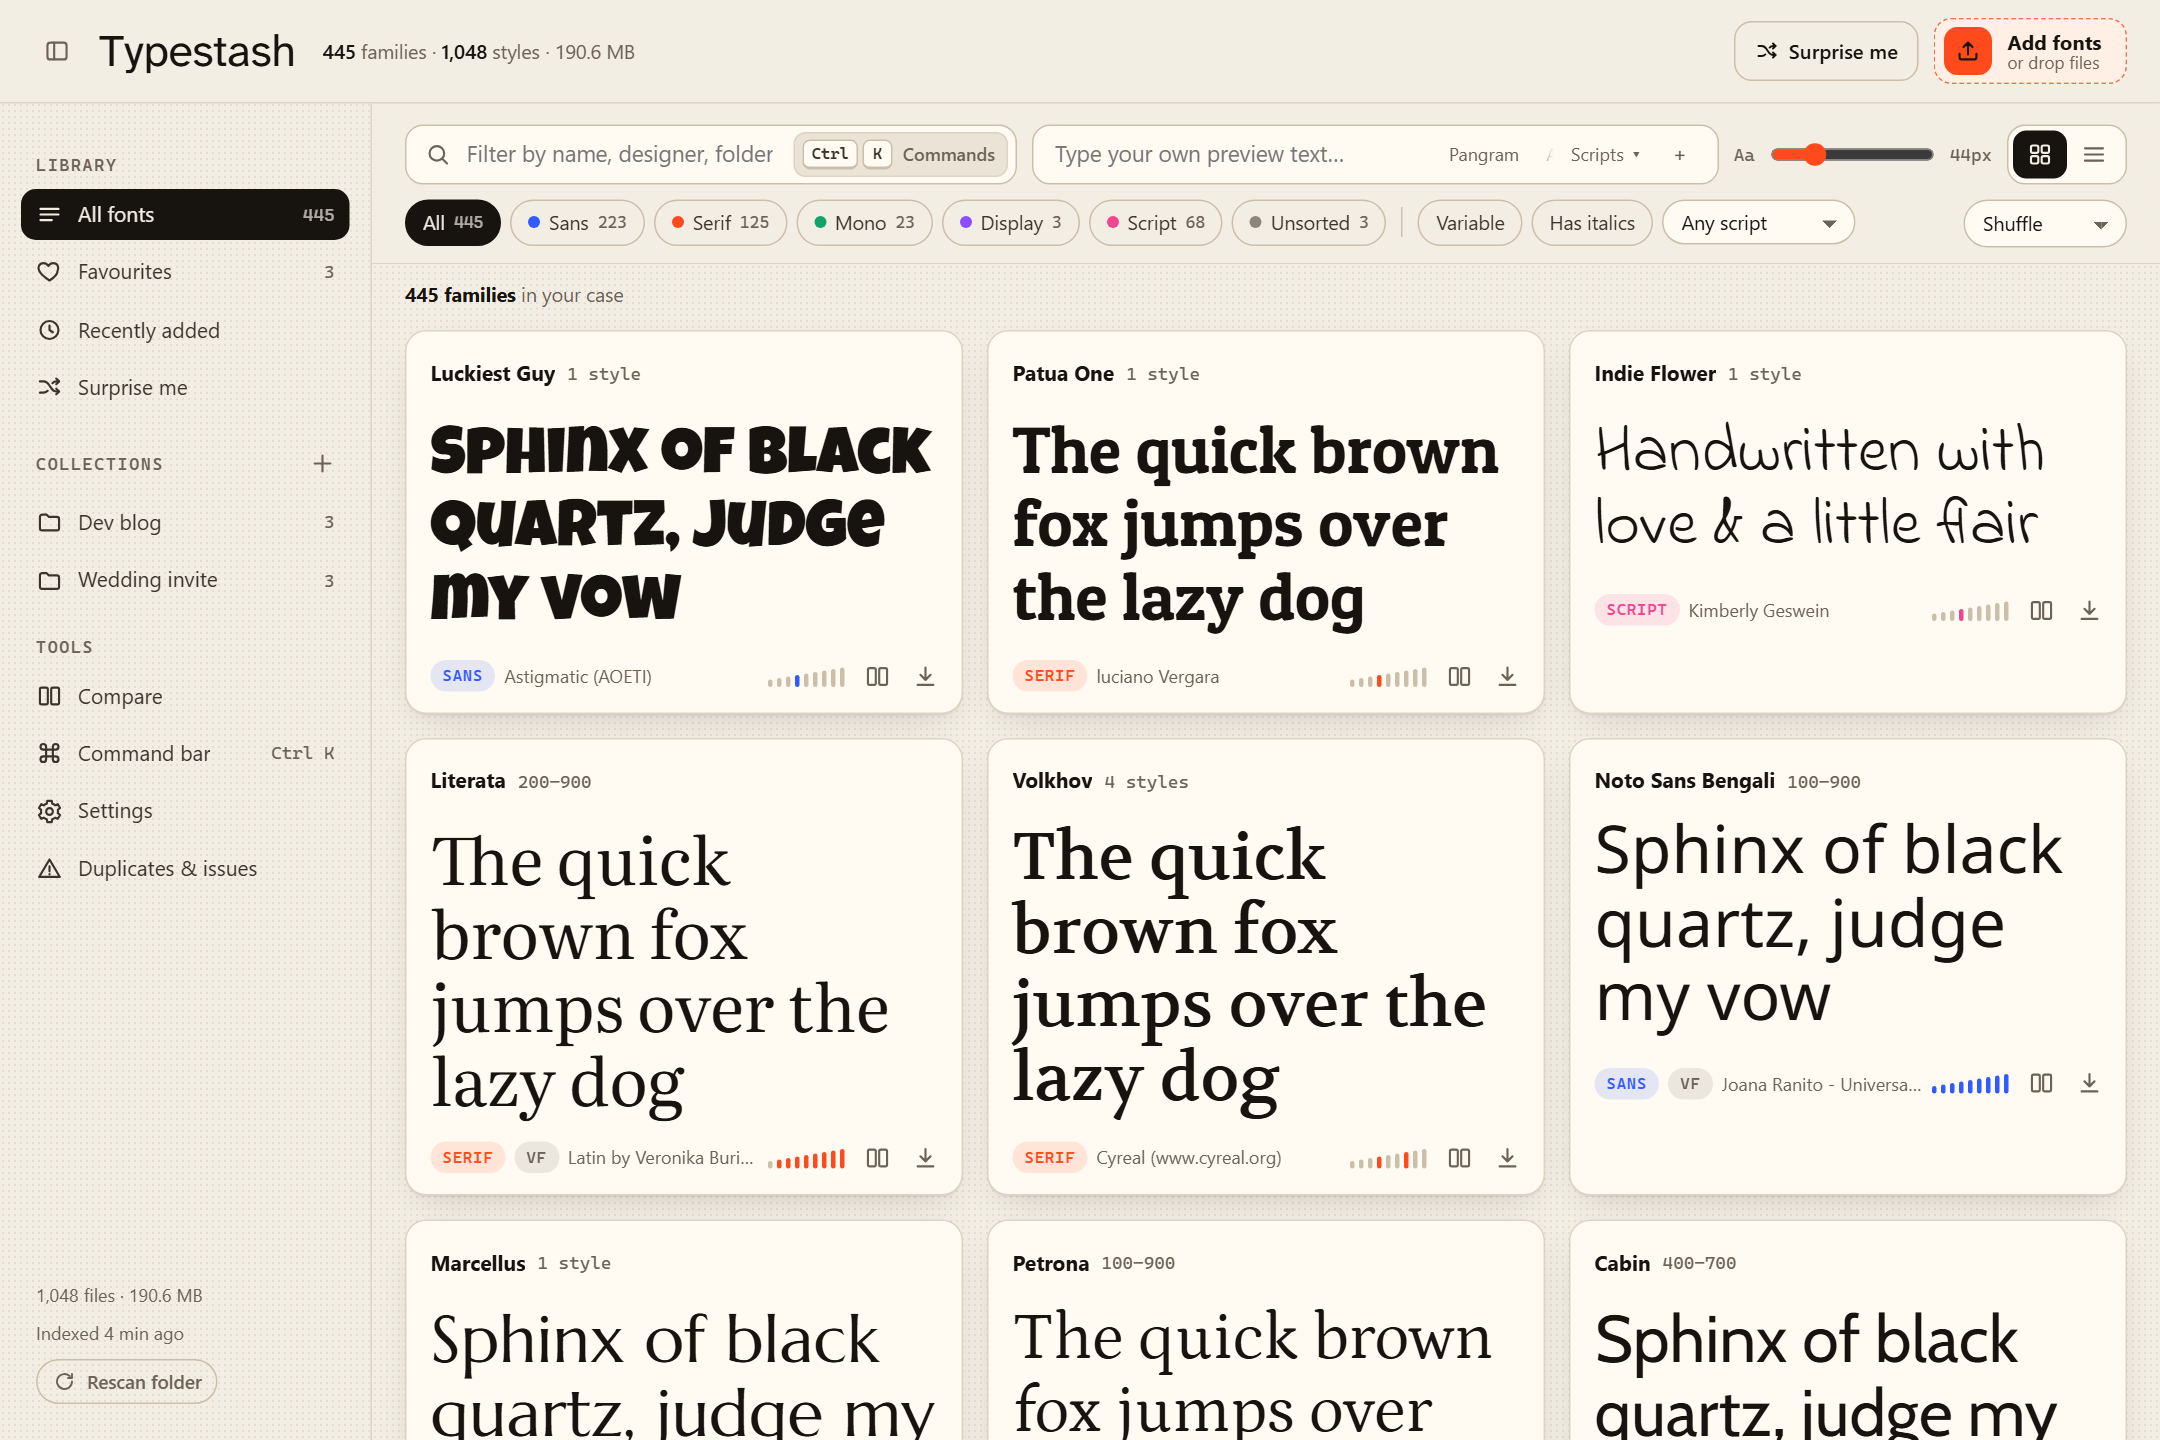 Typestash
445 families · 1,048 styles · 190.6 MB
Surprise me
Add fonts
or drop files
LIBRARY
All fonts 445
Favourites 3
Recently added
Surprise me
COLLECTIONS +
Dev blog 3
Wedding invite 3
TOOLS
Compare
Command bar Ctrl K
Settings
Duplicates & issues
1,048 files · 190.6 MB
Indexed 4 min ago
Rescan folder
Filter by name, designer, folder Ctrl K Commands
Type your own preview text... Pangram Scripts +
Aa 44px
All 445 Sans 223 Serif 125 Mono 23 Display 3 Script 68 Unsorted 3 Variable Has italics Any script Shuffle
445 families in your case
Luckiest Guy 1 style
Sphinx of black
quartz, judge
my vow
SANS Astigmatic (AOETI)
Patua One 1 style
The quick brown
fox jumps over
the lazy dog
SERIF luciano Vergara
Indie Flower 1 style
Handwritten with
love & a little flair
SCRIPT Kimberly Geswein
Literata 200–900
The quick
brown fox
jumps over the
lazy dog
SERIF VF Latin by Veronika Buri...
Volkhov 4 styles
The quick
brown fox
jumps over the
lazy dog
SERIF Cyreal (www.cyreal.org)
Noto Sans Bengali 100–900
Sphinx of black
quartz, judge
my vow
SANS VF Joana Ranito - Universa...
Marcellus 1 style
Sphinx of black
quartz, judge my
Petrona 100–900
The quick brown
fox jumps over
Cabin 400–700
Sphinx of black
quartz, judge my